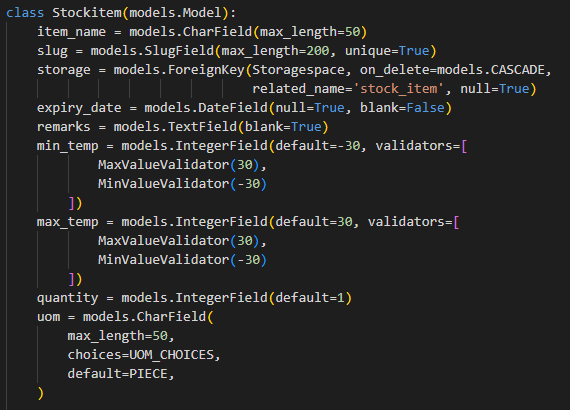 class Stockitem(models.Model):
    item_name = models.CharField(max_length=50)
    slug = models.SlugField(max_length=200, unique=True)
    storage = models.ForeignKey(Storagespace, on_delete=models.CASCADE,
                                related_name='stock_item', null=True)
    expiry_date = models.DateField(null=True, blank=False)
    remarks = models.TextField(blank=True)
    min_temp = models.IntegerField(default=-30, validators=[
            MaxValueValidator(30),
            MinValueValidator(-30)
        ])
    max_temp = models.IntegerField(default=30, validators=[
            MaxValueValidator(30),
            MinValueValidator(-30)
        ])
    quantity = models.IntegerField(default=1)
    uom = models.CharField(
        max_length=50,
        choices=UOM_CHOICES,
        default=PIECE,
    )